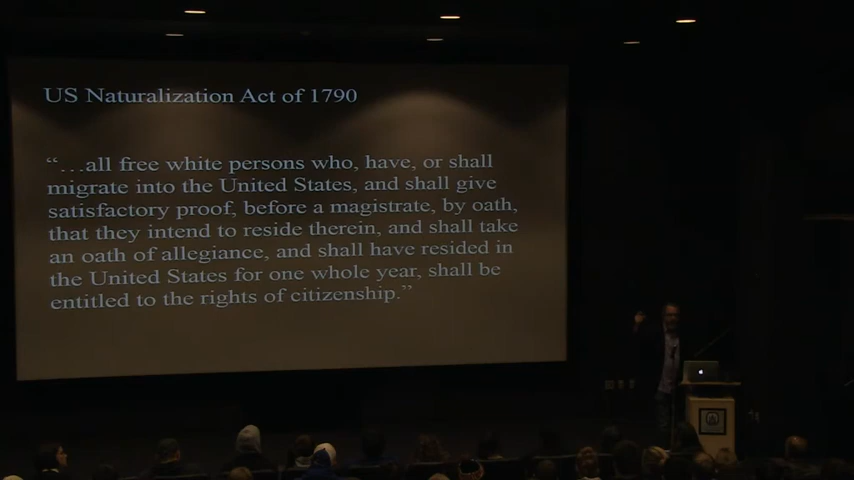 US Naturalization Act of 1790
“…all free white persons who, have, or shall
migrate into the United States, and shall give
satisfactory proof, before a magistrate, by oath,
that they intend to reside therein, and shall take
an oath of allegiance, and shall have resided in
the United States for one whole year, shall be
entitled to the rights of citizenship.”